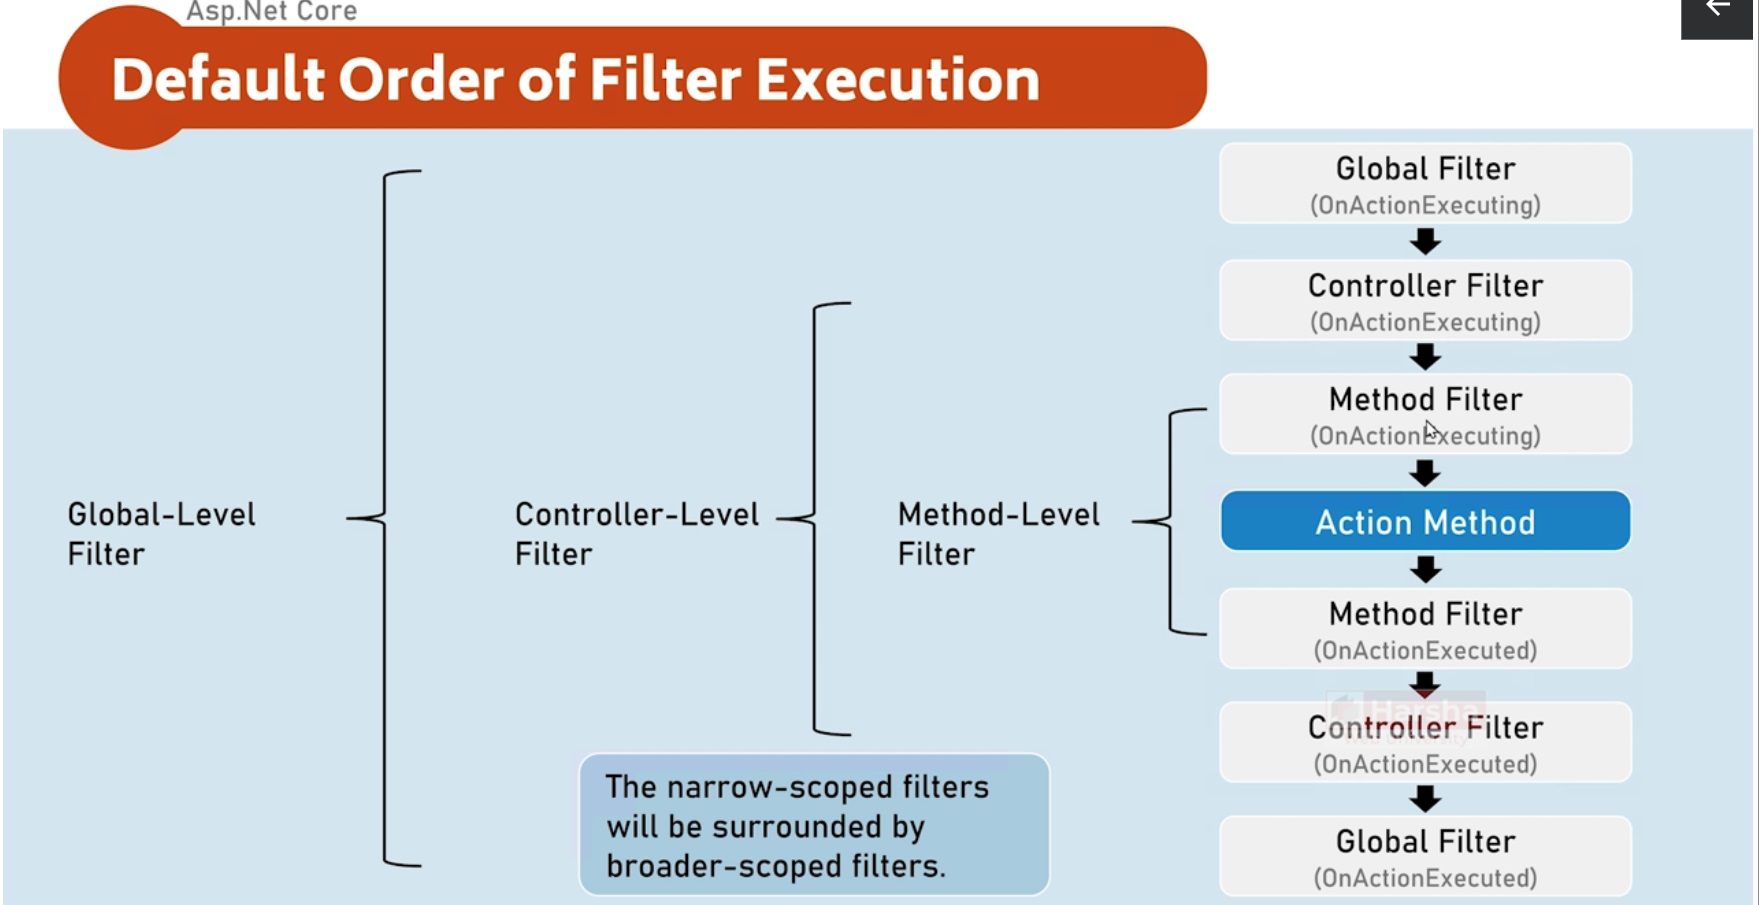 Asp.Net Core
Default Order of Filter Execution
Global Filter
(OnActionExecuting)
Controller Filter
(OnActionExecuting)
Method Filter
(OnActionExecuting)
Global-Level
Filter
Controller-Level
Filter
Method-Level
Filter
Action Method
Method Filter
(OnActionExecuted)
Harsha
Controller Filter
(OnActionExecuted)
The narrow-scoped filters
will be surrounded by
broader-scoped filters.
Global Filter
(OnActionExecuted)